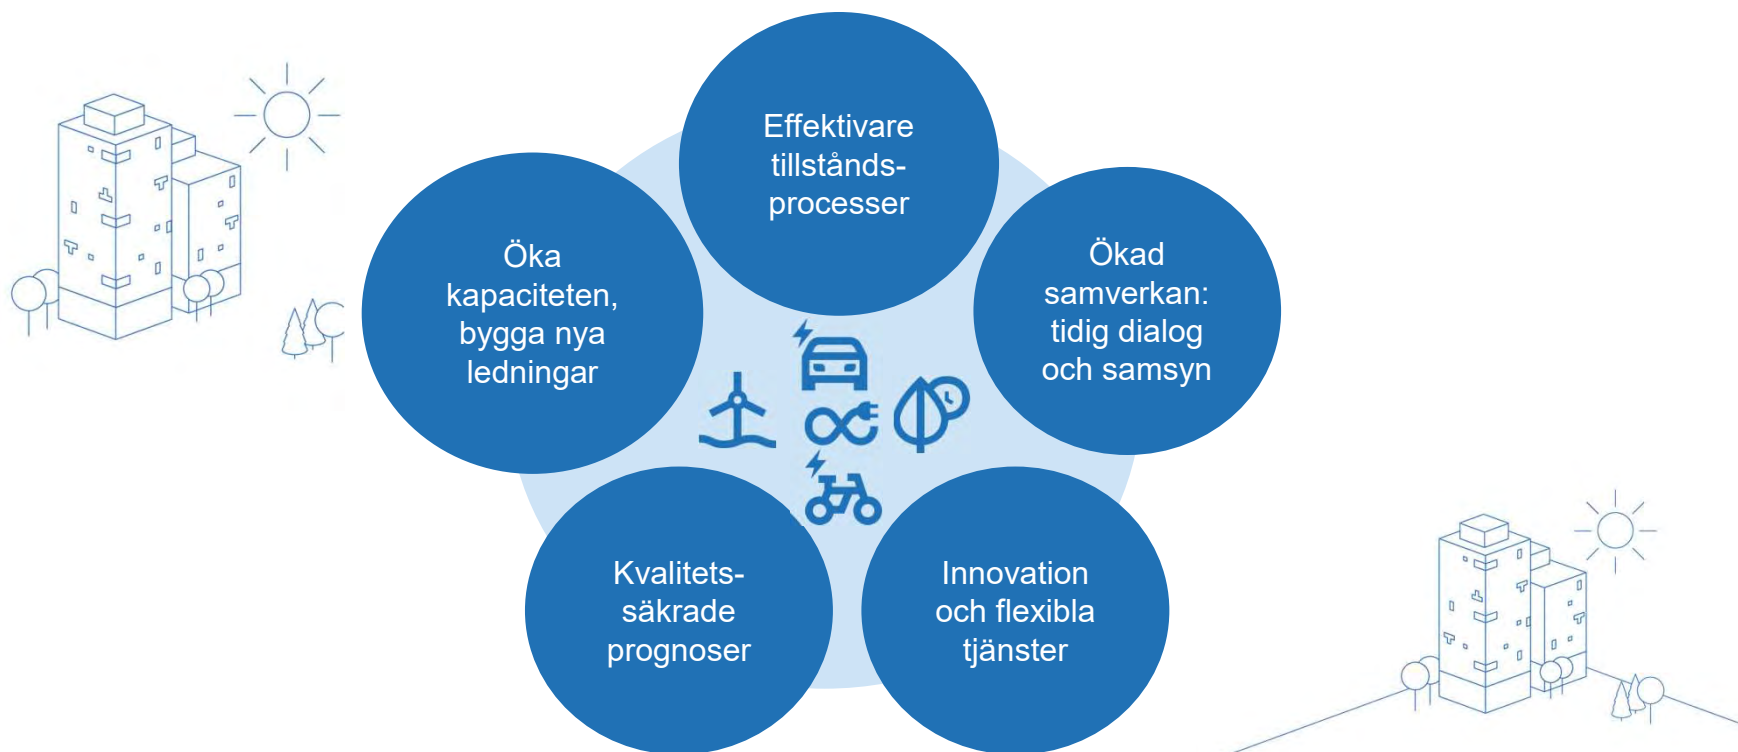 Effektivare
tillstånds-
processer
Öka
kapaciteten,
bygga nya
ledningar
Ökad
samverkan:
tidig dialog
och samsyn
Kvalitets-
säkrade
prognoser
Innovation
och flexibla
tjänster